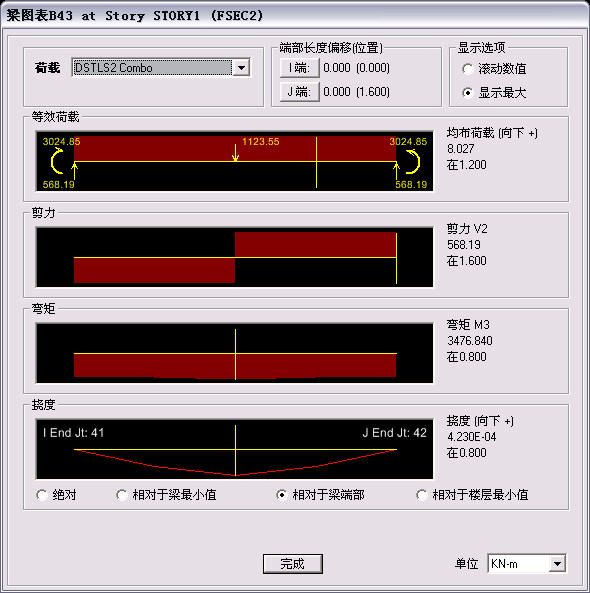 梁图表B43 at Story STORY1 (FSEC2)
荷载 DSTLS2 Combo
端部长度偏移(位置)
I 端: 0.000 (0.000)
J 端: 0.000 (1.600)
显示选项
滚动数值
显示最大
等效荷载
3024.85 1123.55 3024.85
568.19 568.19
均布荷载 (向下 +)
8.027
在1.200
剪力
剪力 V2
568.19
在1.600
弯矩
弯矩 M3
3476.840
在0.800
挠度
I End Jt: 41 J End Jt: 42
挠度 (向下 +)
4.230E-04
在0.800
绝对 相对于梁最小值 相对于梁端部 相对于楼层最小值
完成 单位 KN-m